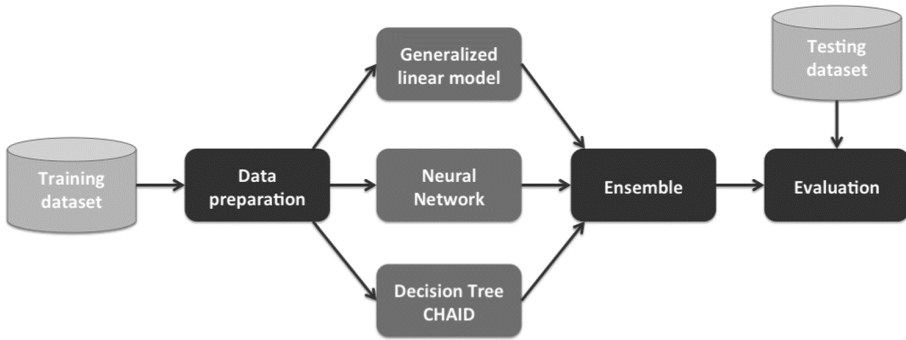 Training
dataset
Data
preparation
Generalized
linear model
Neural
Network
Decision Tree
CHAID
Ensemble
Testing
dataset
Evaluation